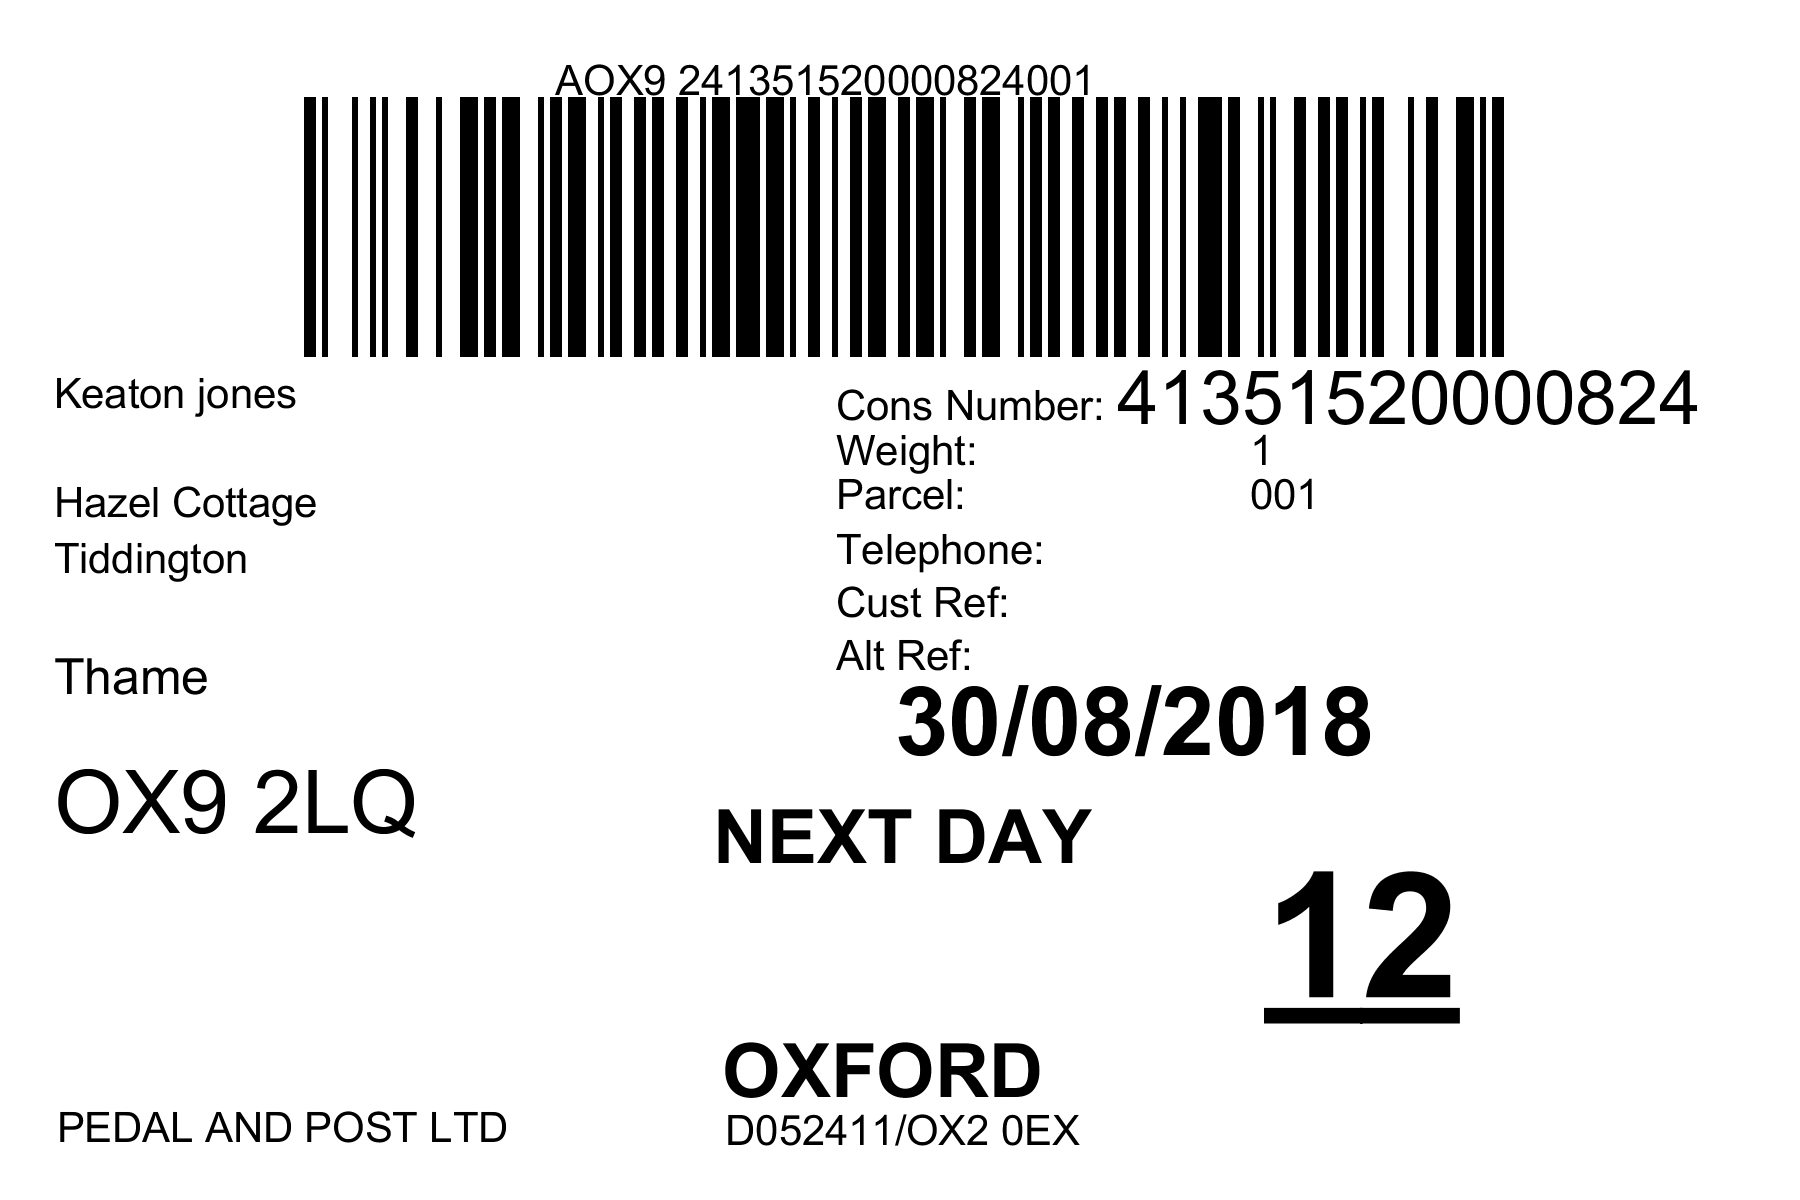 AOX9 241351520000824001
Keaton jones
Hazel Cottage
Tiddington
Thame
OX9 2LQ
Cons Number: 41351520000824
Weight: 1
Parcel: 001
Telephone:
Cust Ref:
Alt Ref:
30/08/2018
NEXT DAY
12
OXFORD
PEDAL AND POST LTD
D052411/OX2 0EX